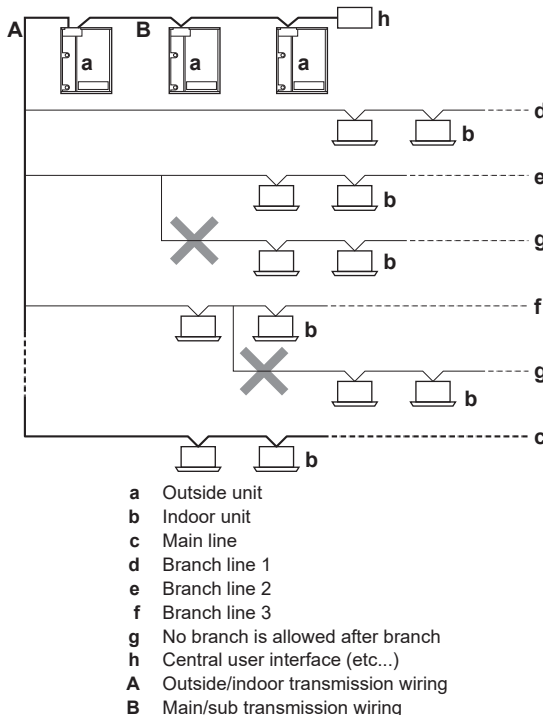 A
B
h
a
a
a
d
b
e
b
g
b
f
b
g
b
c
b
a Outside unit
b Indoor unit
c Main line
d Branch line 1
e Branch line 2
f Branch line 3
g No branch is allowed after branch
h Central user interface (etc...)
A Outside/indoor transmission wiring
B Main/sub transmission wiring